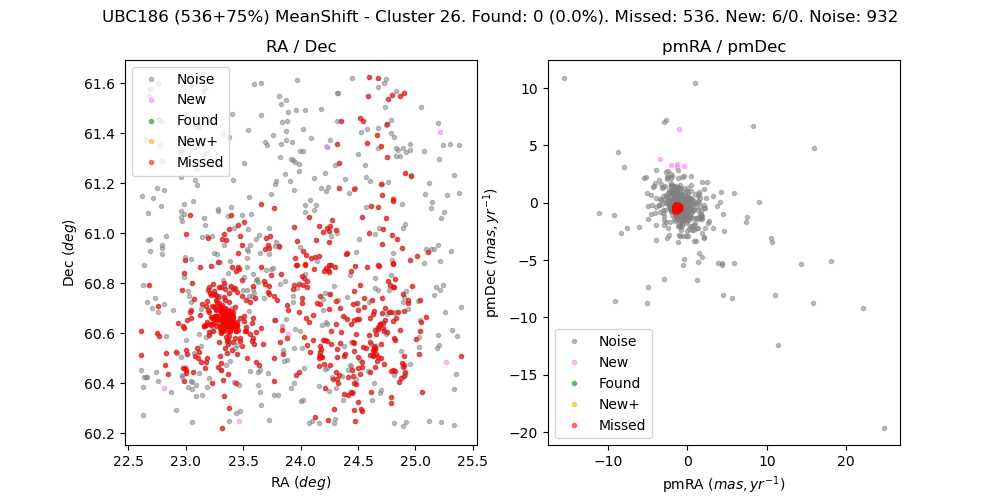 UBC186 (536+75%) MeanShift - Cluster 26. Found: 0 (0.0%). Missed: 536. New: 6/0. Noise: 932
RA / Dec
Dec (deg)
61.6
61.4
61.2
61.0
60.8
60.6
60.4
60.2
Noise
New
Found
New+
Missed
22.5 23.0 23.5 24.0 24.5 25.0 25.5
RA (deg)
pmRA / pmDec
pmDec (mas, yr⁻¹)
10
5
0
−5
−10
−15
−20
Noise
New
Found
New+
Missed
−10 0 10 20
pmRA (mas, yr⁻¹)